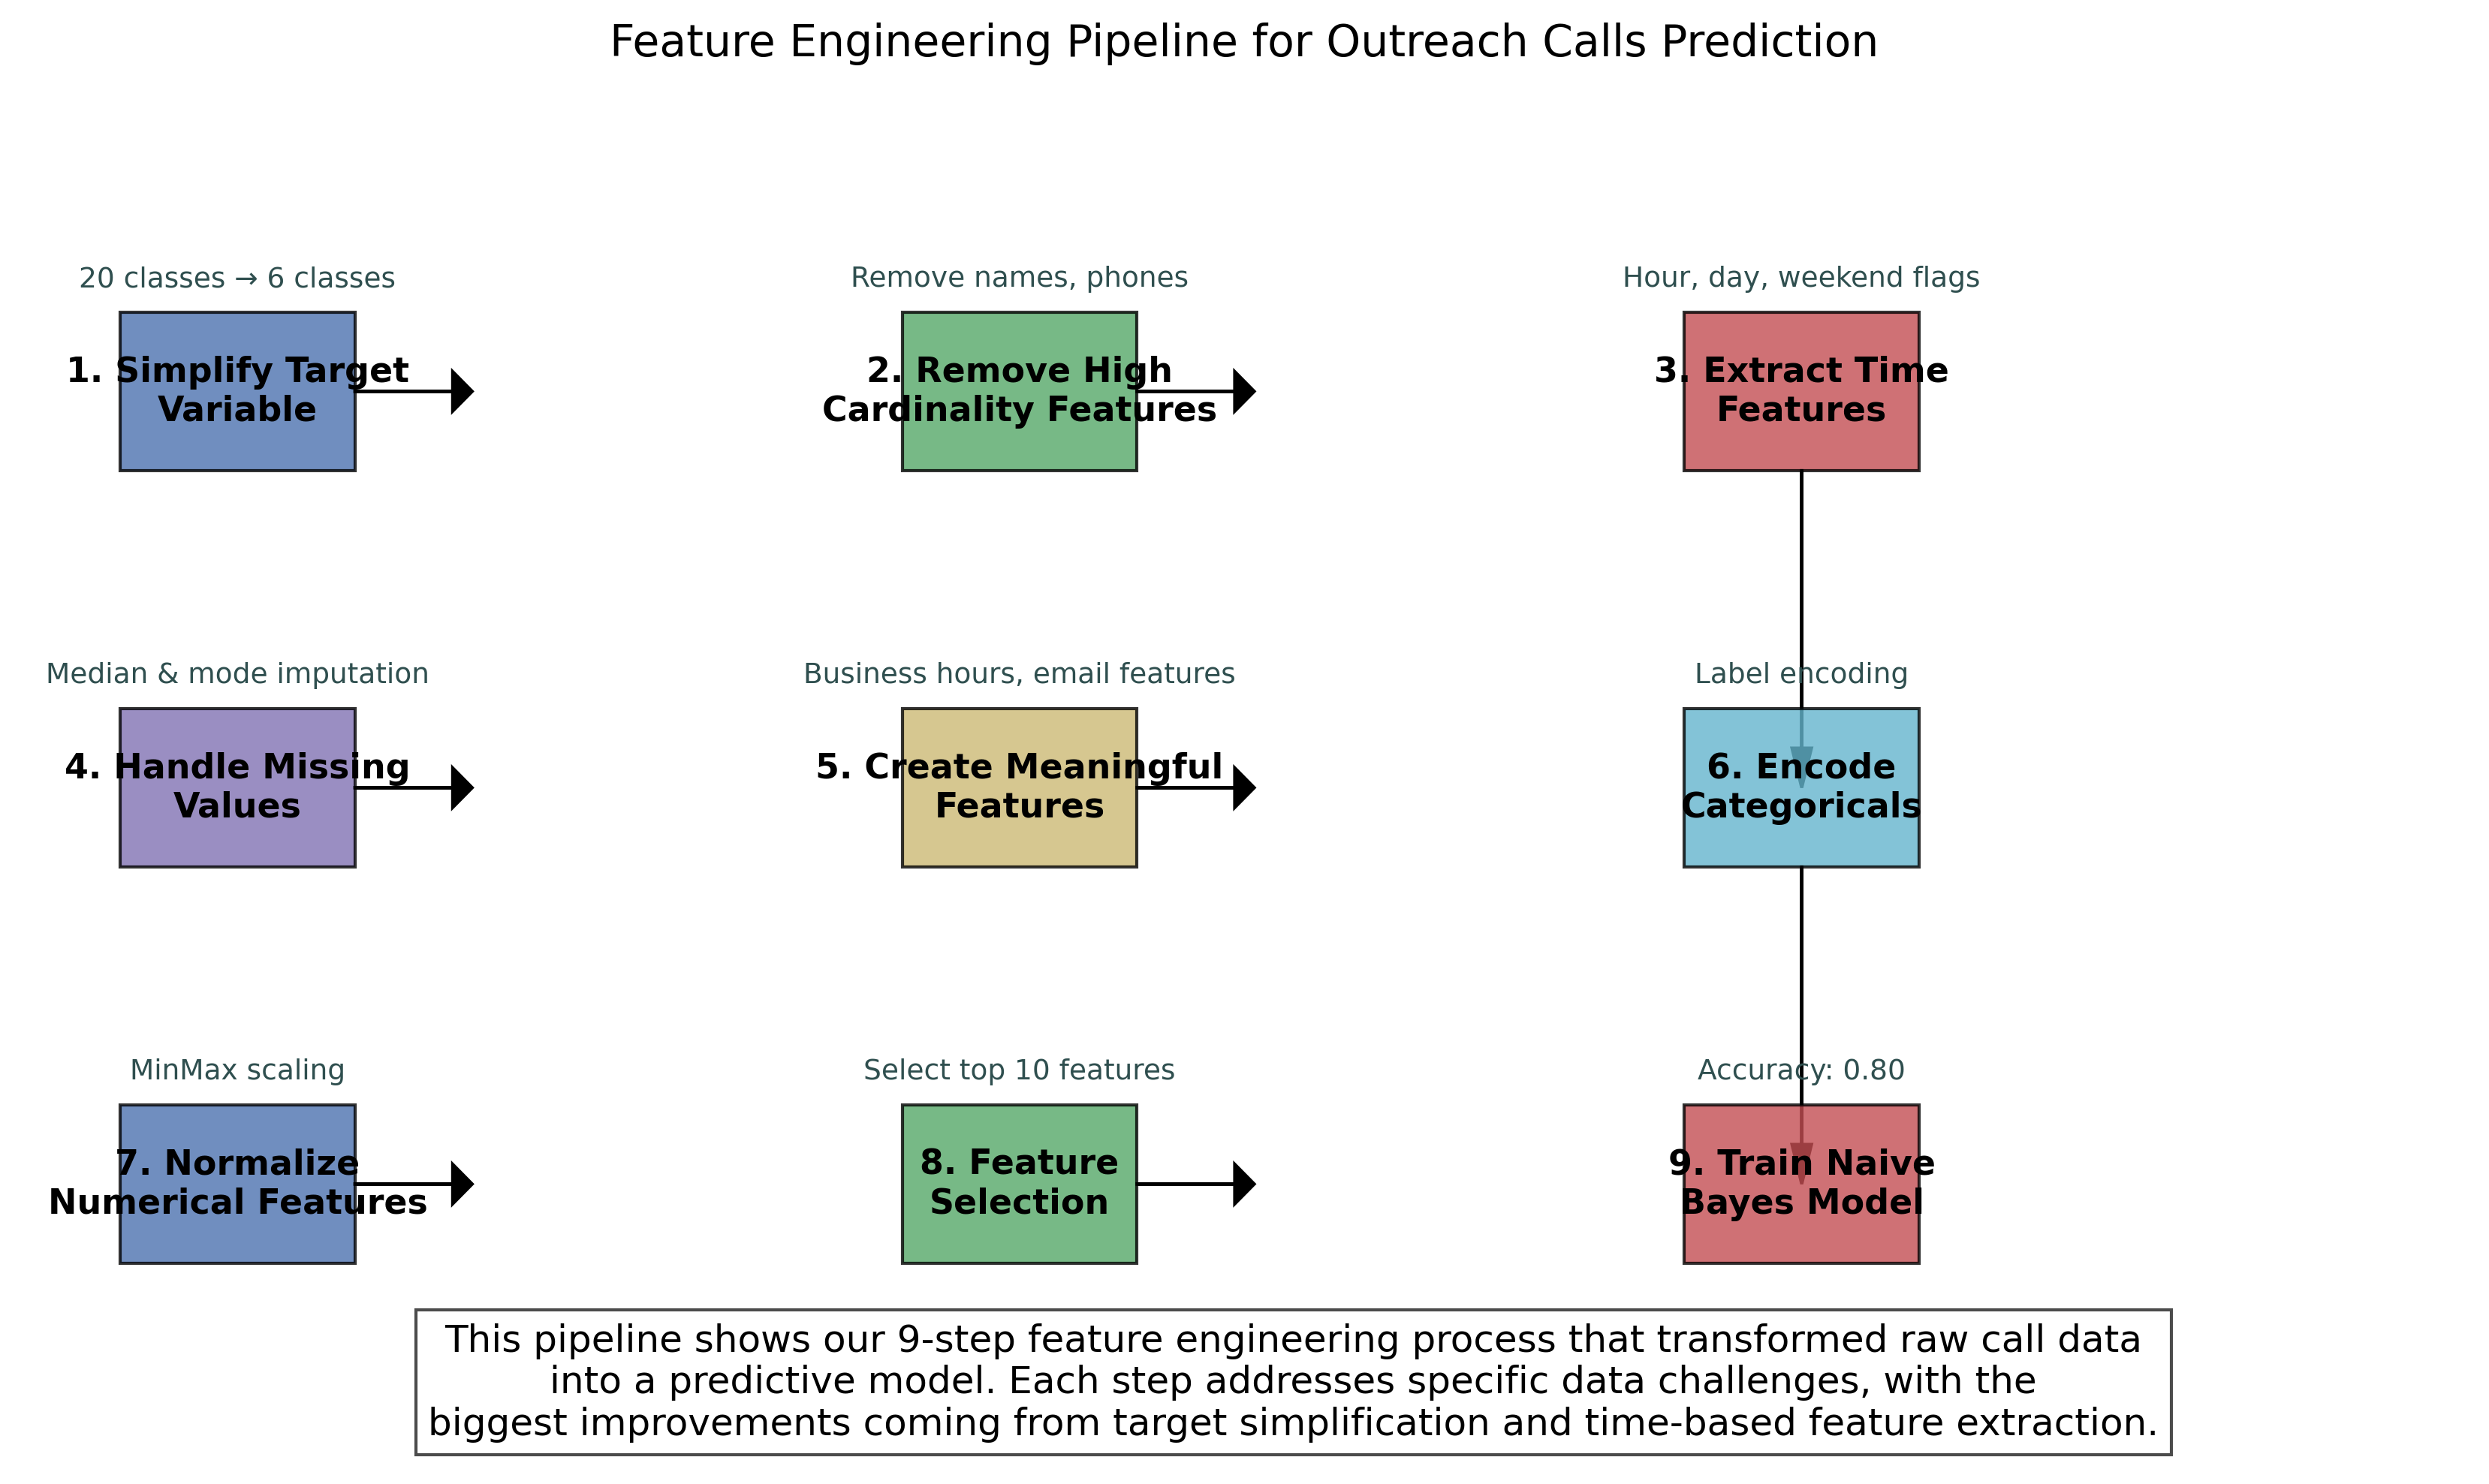 Feature Engineering Pipeline for Outreach Calls Prediction
20 classes → 6 classes
1. Simplify Target
Variable
Remove names, phones
2. Remove High
Cardinality Features
Hour, day, weekend flags
3. Extract Time
Features
Median & mode imputation
4. Handle Missing
Values
Business hours, email features
5. Create Meaningful
Features
Label encoding
6. Encode
Categoricals
MinMax scaling
7. Normalize
Numerical Features
Select top 10 features
8. Feature
Selection
Accuracy: 0.80
9. Train Naive
Bayes Model
This pipeline shows our 9-step feature engineering process that transformed raw call data
into a predictive model. Each step addresses specific data challenges, with the
biggest improvements coming from target simplification and time-based feature extraction.